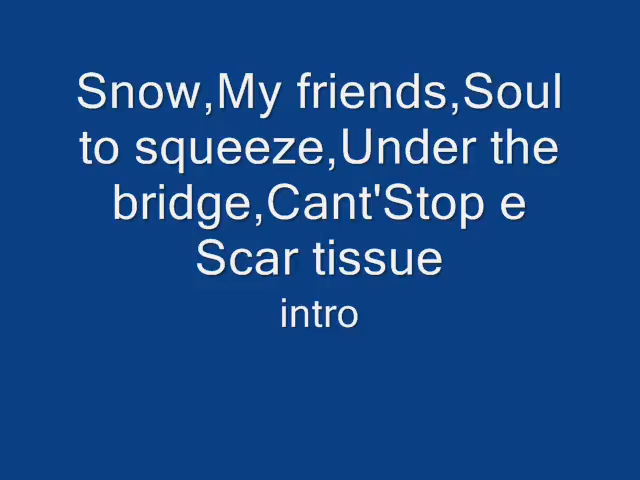 Snow,My friends,Soul
to squeeze,Under the
bridge,Cant'Stop e
Scar tissue
intro